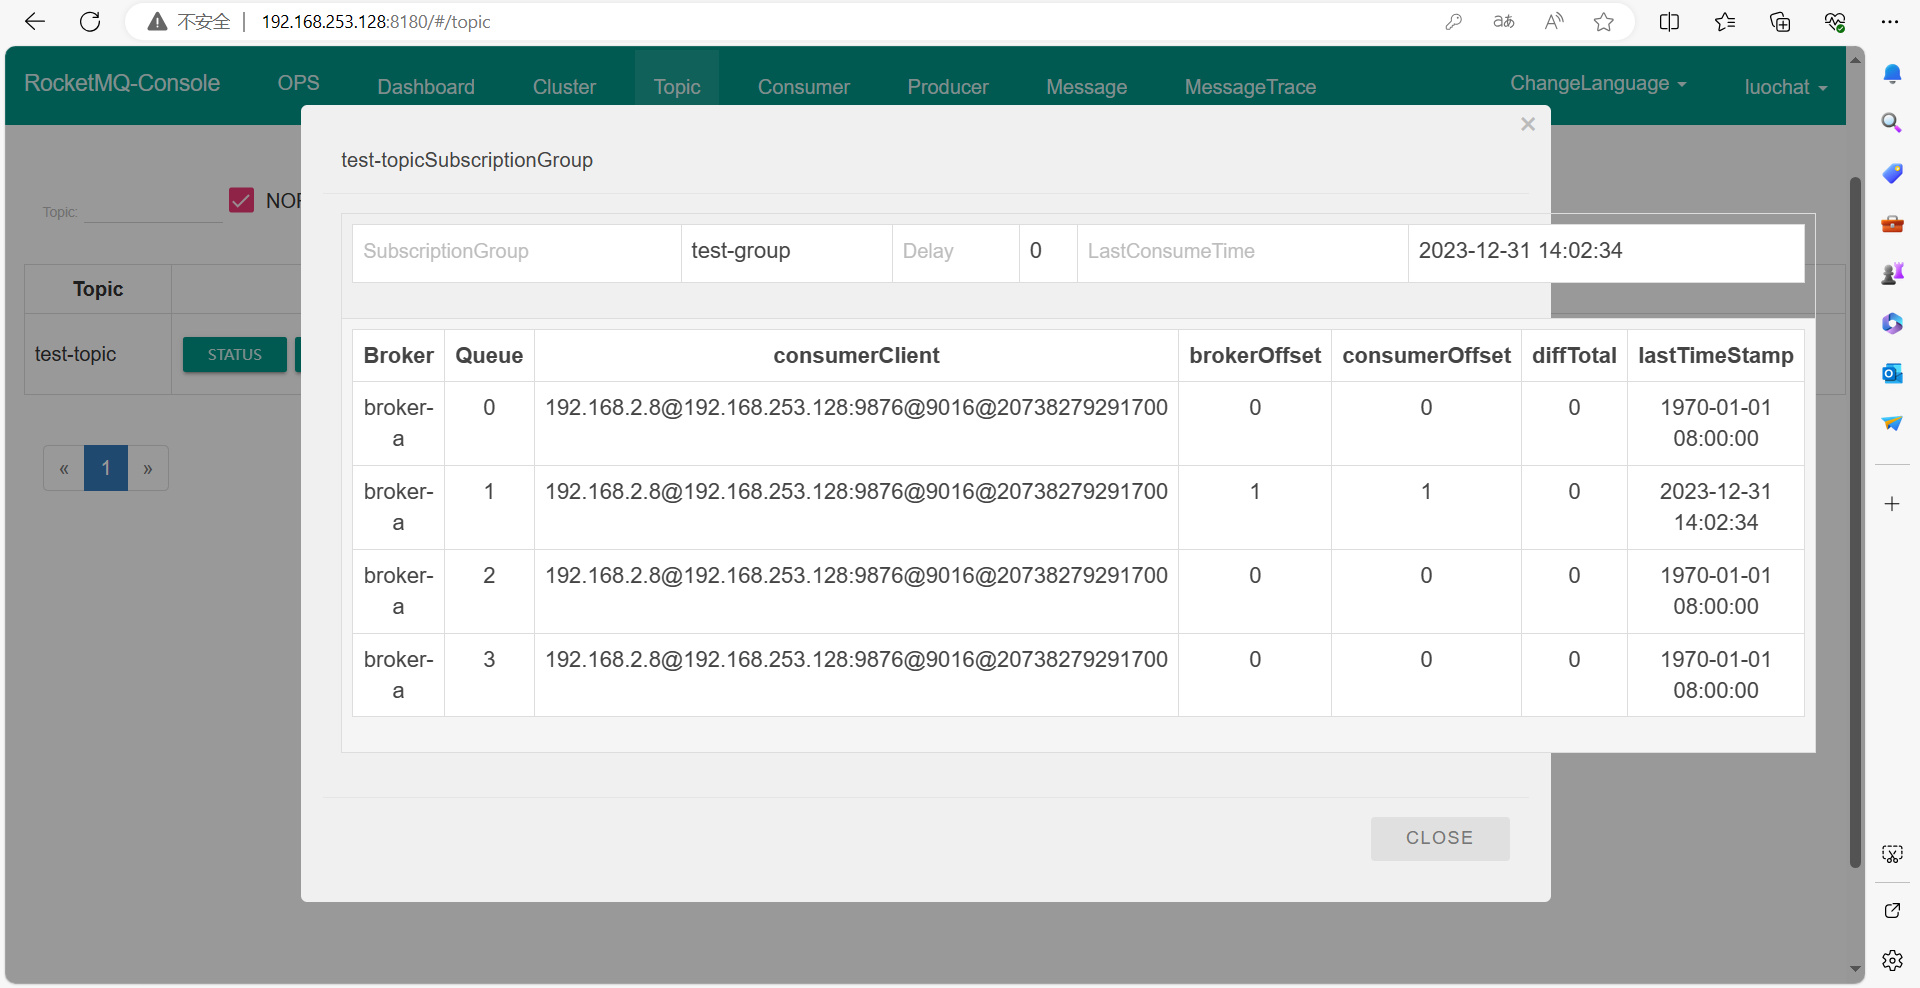 不安全 192.168.253.128:8180/#/topic
RocketMQ-Console OPS Dashboard Cluster Topic Consumer Producer Message MessageTrace ChangeLanguage luochat
×
test-topicSubscriptionGroup
Topic: NOR
SubscriptionGroup test-group Delay 0 LastConsumeTime 2023-12-31 14:02:34
Topic
test-topic STATUS
« 1 »
Broker Queue consumerClient brokerOffset consumerOffset diffTotal lastTimeStamp
broker-a 0 192.168.2.8@192.168.253.128:9876@9016@20738279291700 0 0 0 1970-01-01 08:00:00
broker-a 1 192.168.2.8@192.168.253.128:9876@9016@20738279291700 1 1 0 2023-12-31 14:02:34
broker-a 2 192.168.2.8@192.168.253.128:9876@9016@20738279291700 0 0 0 1970-01-01 08:00:00
broker-a 3 192.168.2.8@192.168.253.128:9876@9016@20738279291700 0 0 0 1970-01-01 08:00:00
CLOSE